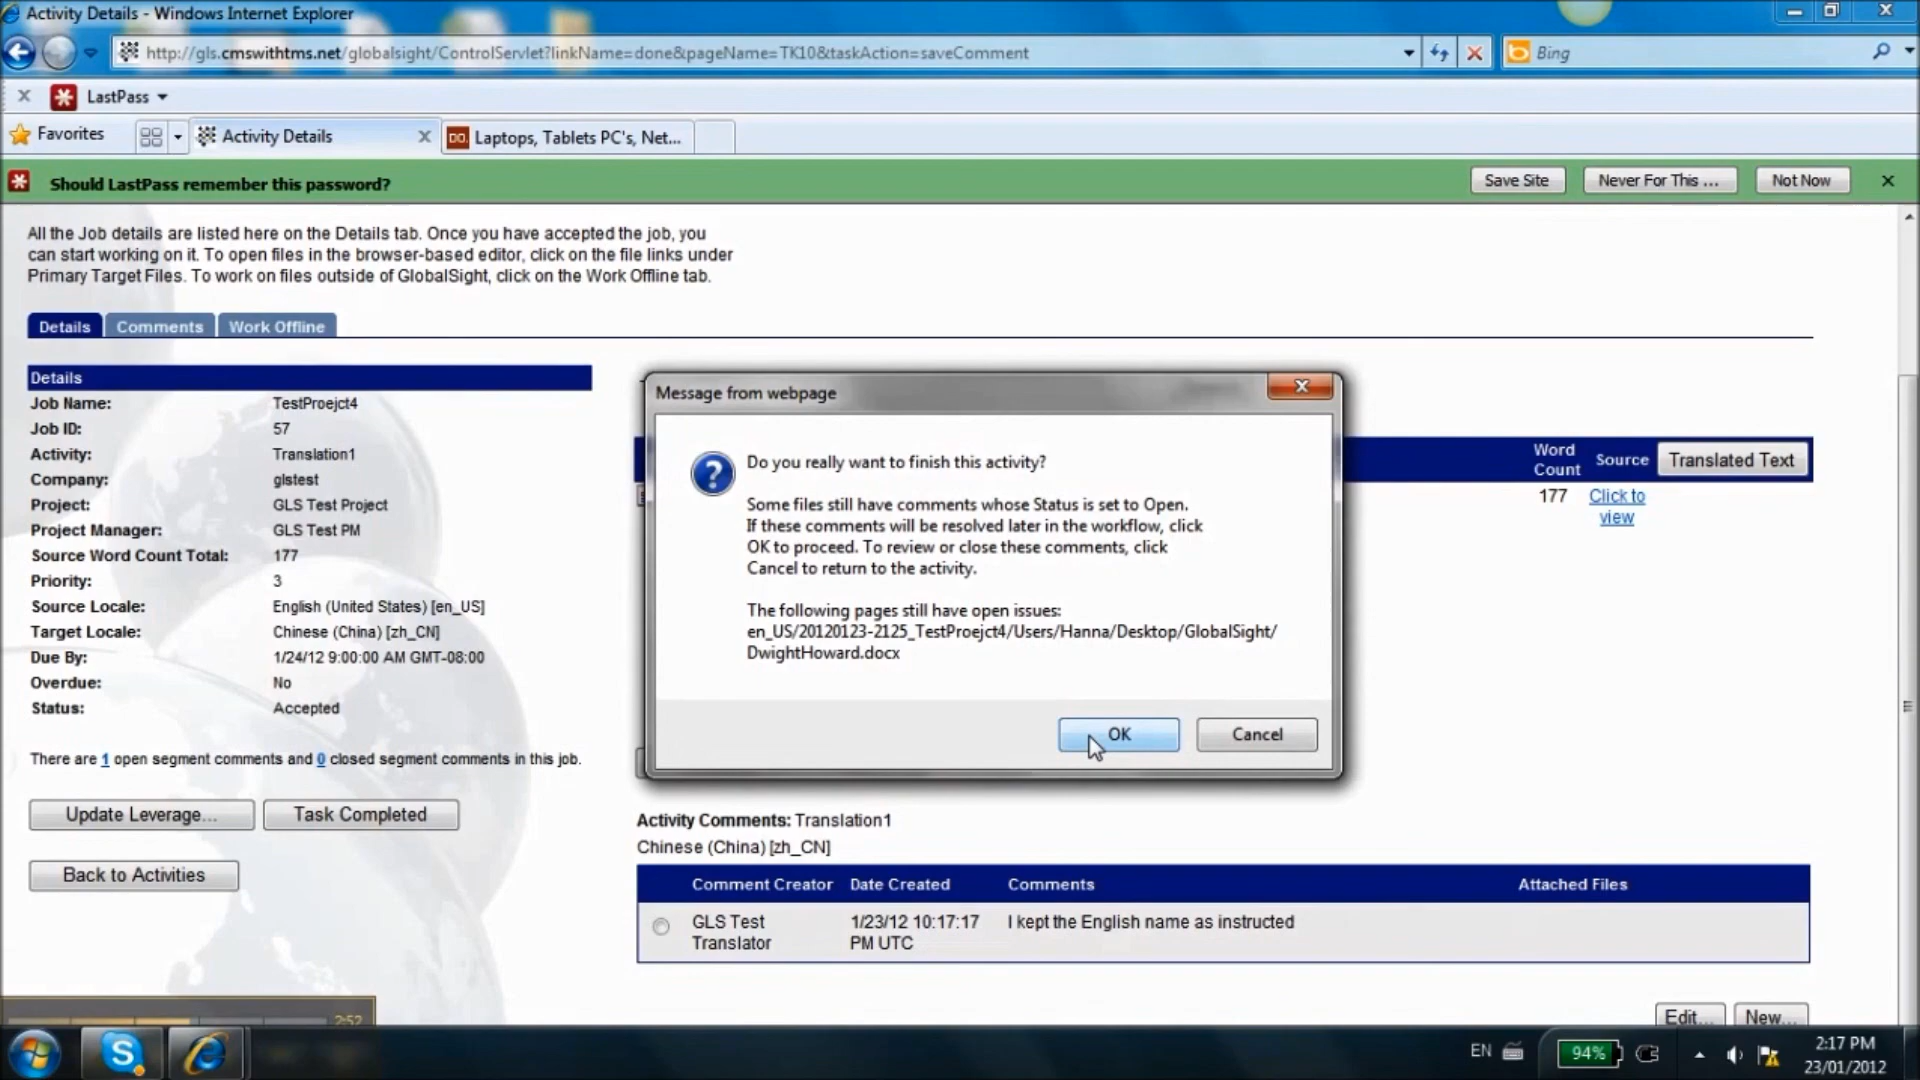 Activity Details - Windows Internet Explorer
http://gls.cmswithtms.net/globalsight/ControlServlet?linkName=done&pageName=TK10&taskAction=saveComment
Bing
LastPass
Favorites
Activity Details
Laptops, Tablets PC's, Net...
Should LastPass remember this password?
Save Site
Never For This ...
Not Now
All the Job details are listed here on the Details tab. Once you have accepted the job, you
can start working on it. To open files in the browser-based editor, click on the file links under
Primary Target Files. To work on files outside of GlobalSight, click on the Work Offline tab.
Details Comments Work Offline
Details
Job Name: TestProejct4
Job ID: 57
Activity: Translation1
Company: glstest
Project: GLS Test Project
Project Manager: GLS Test PM
Source Word Count Total: 177
Priority: 3
Source Locale: English (United States) [en_US]
Target Locale: Chinese (China) [zh_CN]
Due By: 1/24/12 9:00:00 AM GMT-08:00
Overdue: No
Status: Accepted
There are 1 open segment comments and 0 closed segment comments in this job.
Update Leverage...
Task Completed
Back to Activities
Message from webpage
Do you really want to finish this activity?
Some files still have comments whose Status is set to Open.
If these comments will be resolved later in the workflow, click
OK to proceed. To review or close these comments, click
Cancel to return to the activity.
The following pages still have open issues:
en_US/20120123-2125_TestProejct4/Users/Hanna/Desktop/GlobalSight/
DwightHoward.docx
OK
Cancel
Word
Count
Source
Translated Text
177
Click to
view
Activity Comments: Translation1
Chinese (China) [zh_CN]
Comment Creator Date Created Comments Attached Files
GLS Test 1/23/12 10:17:17 I kept the English name as instructed
Translator PM UTC
Edit...
New...
2:52
EN
94%
2:17 PM
23/01/2012